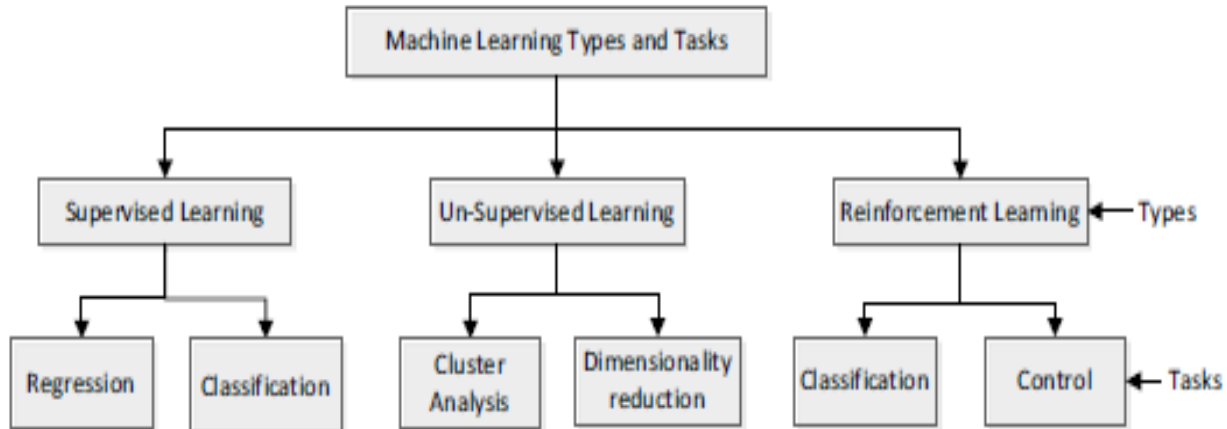 Machine Learning Types and Tasks
Supervised Learning
Un-Supervised Learning
Reinforcement Learning
Types
Regression
Classification
Cluster
Analysis
Dimensionality
reduction
Classification
Control
Tasks